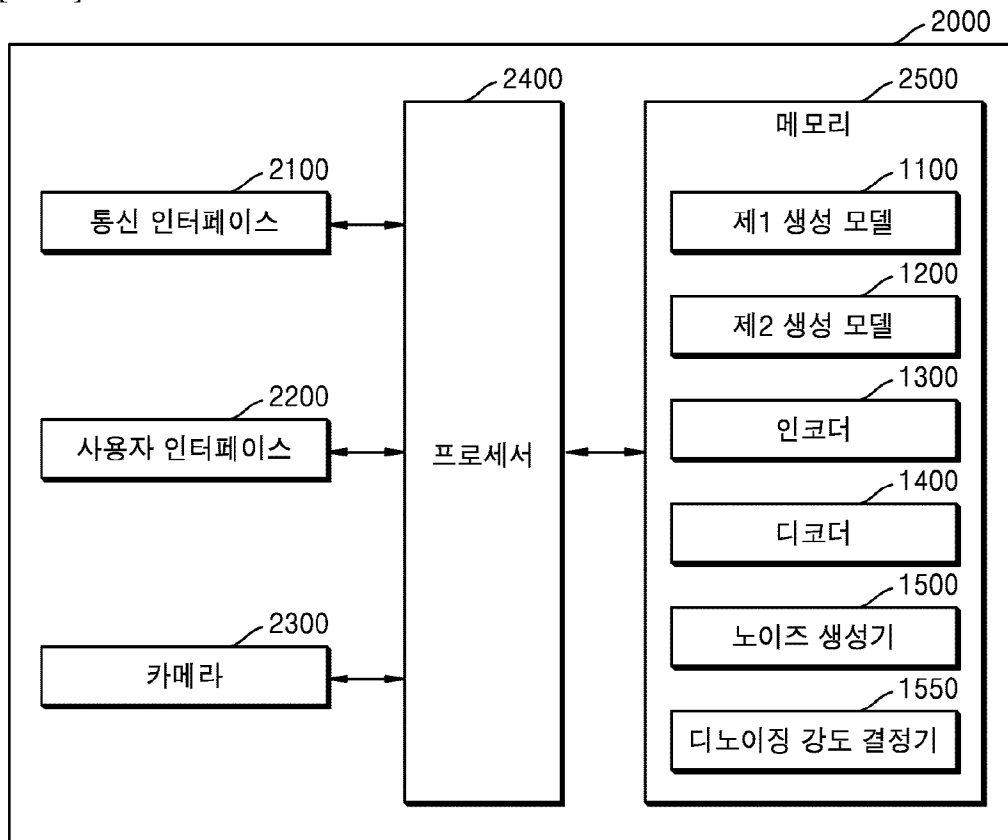 2000
2400
2500
메모리
2100
통신 인터페이스
1100
제1 생성 모델
1200
제2 생성 모델
2200
사용자 인터페이스
프로세서
1300
인코더
1400
디코더
2300
카메라
1500
노이즈 생성기
1550
디노이징 강도 결정기